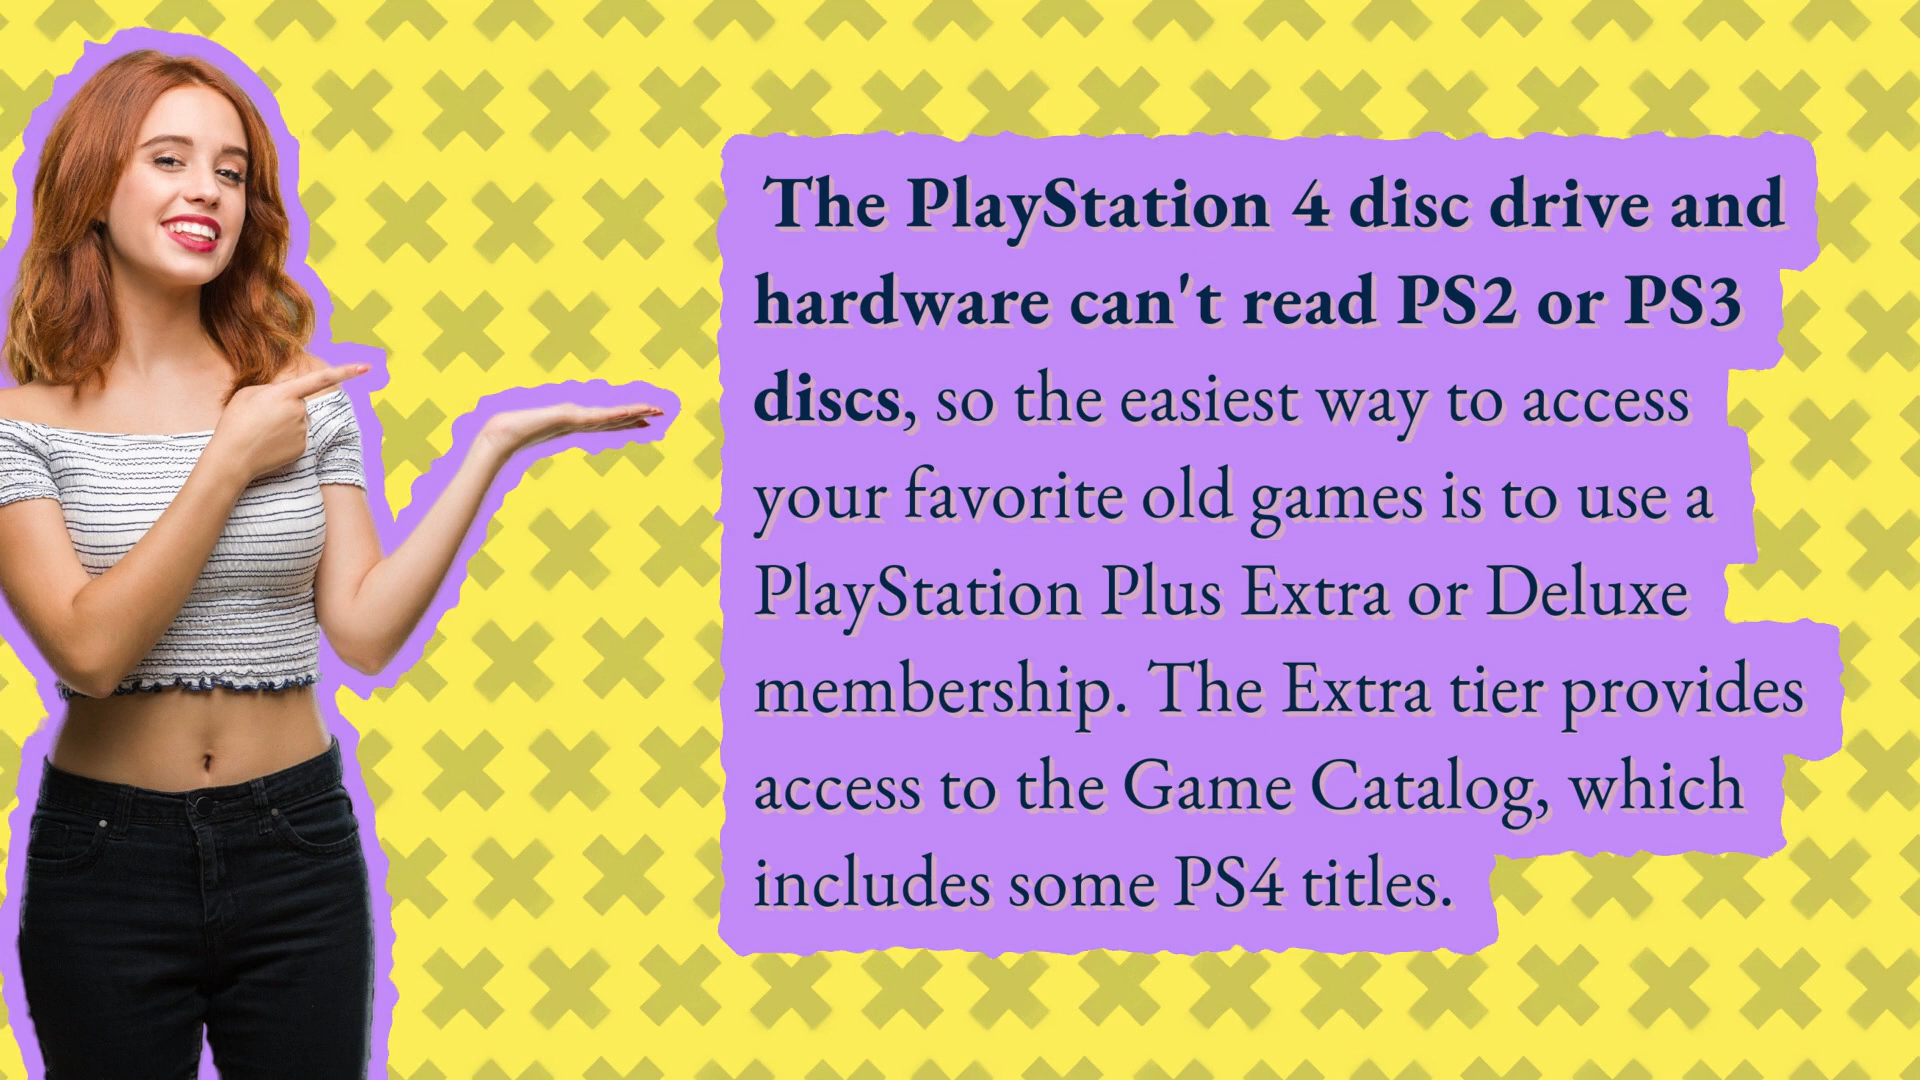 The PlayStation 4 disc drive and
hardware can't read PS2 or PS3
discs, so the easiest way to access
your favorite old games is to use a
PlayStation Plus Extra or Deluxe
membership. The Extra tier provides
access to the Game Catalog, which
includes some PS4 titles.